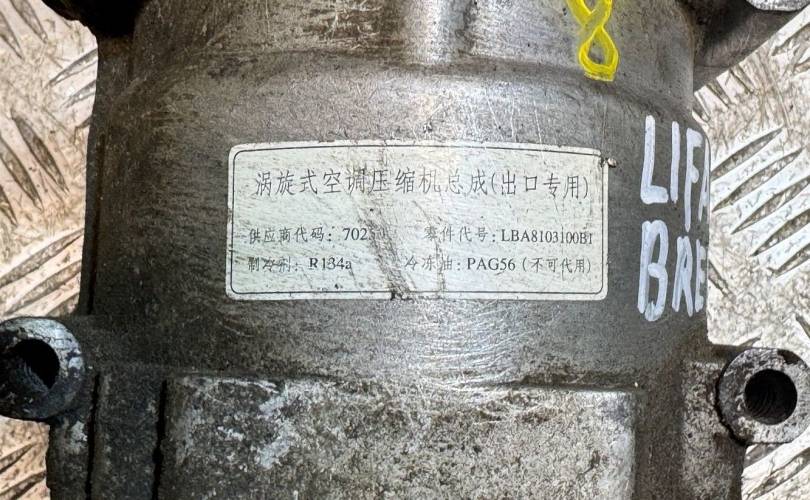 8
涡旋式空调压缩机总成(出口专用)
供应商代码: 零件代号: LBA8103100B1
制冷剂: R134a 冷冻油: PAG56 (不可代用)
LIFA
BRE